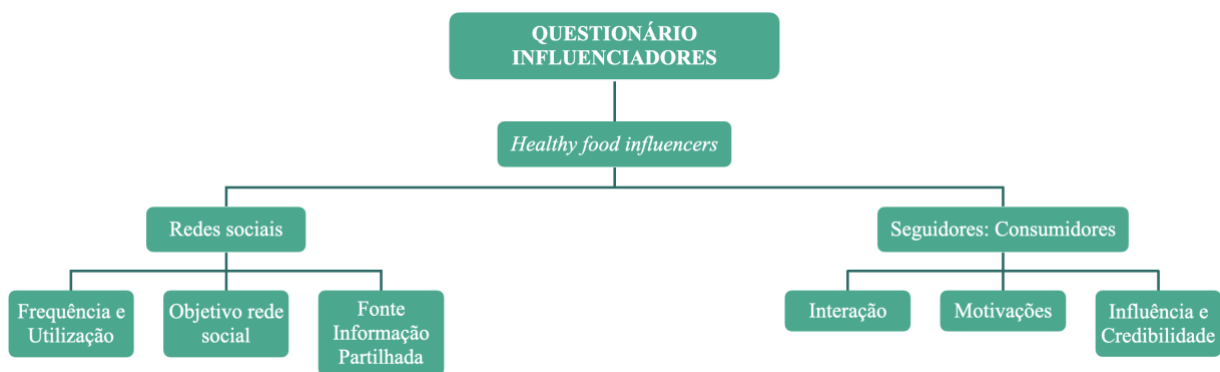 QUESTIONÁRIO
INFLUENCIADORES
Healthy food influencers
Redes sociais
Seguidores: Consumidores
Frequência e
Utilização
Objetivo rede
social
Fonte
Informação
Partilhada
Interação
Motivações
Influência e
Credibilidade